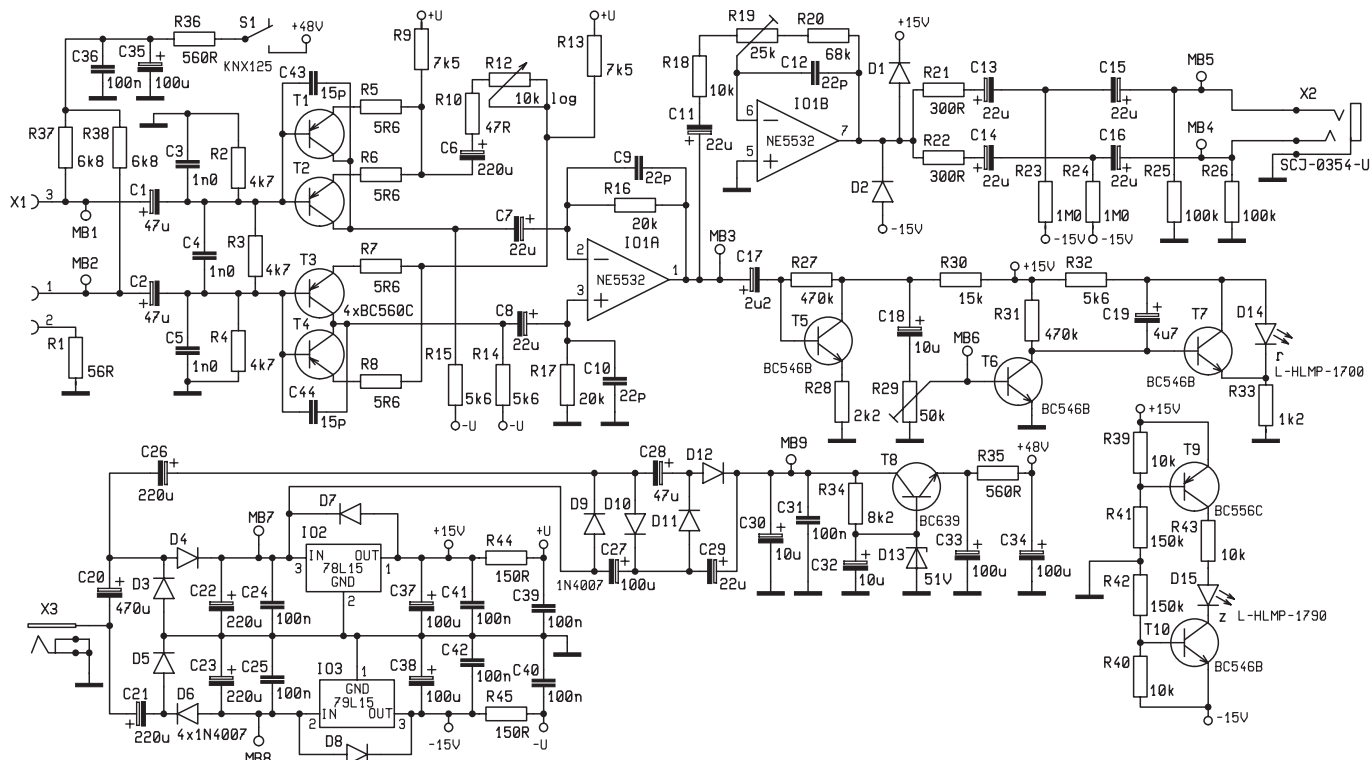 R36
560R
S1
+48V
KNX125
C36
100n
C35
100u
R37
6k8
R38
6k8
X1
3
MB1
MB2
1
2
R1
56R
C1
47u
C2
47u
C3
1n0
C4
1n0
C5
1n0
R2
4k7
R3
4k7
R4
4k7
C43
15p
T1
T2
T3
4xBC560C
T4
C44
15p
R5
5R6
R6
5R6
R7
5R6
R8
5R6
+U
R9
7k5
R10
47R
R12
10k
log
C6
220u
+U
R13
7k5
R15
5k6
-U
R14
5k6
-U
C7
22u
C8
22u
C9
22p
R16
20k
IO1A
NE5532
2
3
1
R17
20k
C10
22p
R18
10k
C11
22u
R19
25k
R20
68k
C12
22p
IO1B
NE5532
6
5
7
+15V
D1
D2
-15V
R21
300R
R22
300R
C13
22u
C14
22u
R23
1M0
-15V
R24
1M0
-15V
C15
22u
C16
22u
R25
100k
R26
100k
MB5
MB4
X2
SCJ-0354-U
MB3
C17
2u2
R27
470k
T5
BC546B
R28
2k2
C18
10u
R29
50k
MB6
R30
15k
+15V
R31
470k
T6
BC546B
R32
5k6
C19
4u7
T7
BC546B
D14
r
L-HLMP-1700
R33
1k2
C26
220u
X3
C20
470u
C21
220u
D3
D4
D5
D6
4x1N4007
MB7
MB8
C22
220u
C23
220u
C24
100n
C25
100n
D7
IO2
IN
OUT
78L15
GND
3
1
2
IO3
1
GND
79L15
IN
OUT
2
3
D8
C37
100u
C38
100u
+15V
-15V
C41
100n
C42
100n
R44
150R
R45
150R
+U
-U
C39
100n
C40
100n
D9
D10
D11
1N4007
C27
100u
C28
47u
C29
22u
D12
MB9
C30
10u
C31
100n
R34
8k2
C32
10u
T8
BC639
D13
51V
C33
100u
R35
560R
+48V
C34
100u
+15V
R39
10k
T9
BC556C
R41
150k
R43
10k
R42
150k
D15
z
L-HLMP-1790
T10
BC546B
R40
10k
-15V